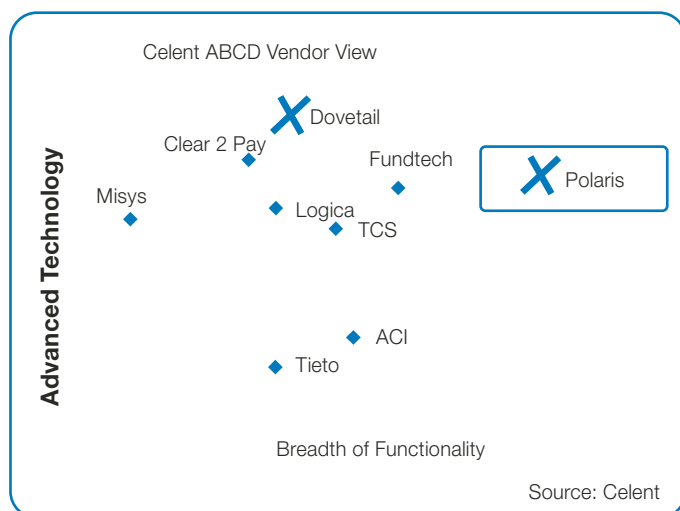 Celent ABCD Vendor View
Dovetail
Clear 2 Pay
Fundtech
Polaris
Misys
Logica
TCS
Advanced Technology
ACI
Tieto
Breadth of Functionality
Source: Celent